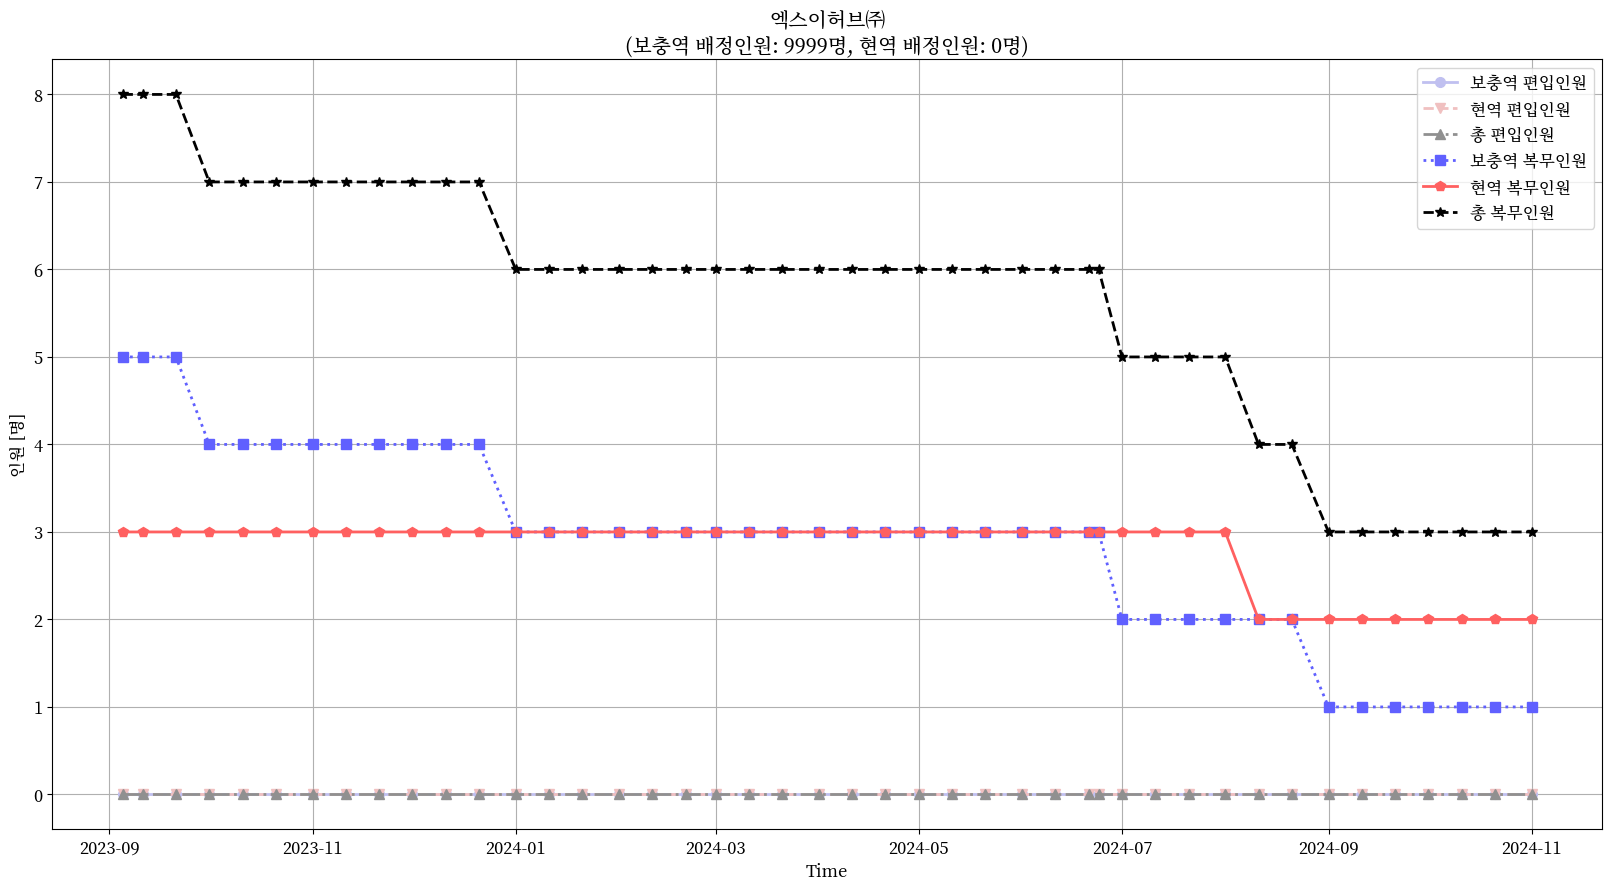 엑스이허브㈜
(보충역 배정인원: 9999명, 현역 배정인원: 0명)
보충역 편입인원
현역 편입인원
총 편입인원
보충역 복무인원
현역 복무인원
총 복무인원
인원 [명]
8
7
6
5
4
3
2
1
0
2023-09
2023-11
2024-01
2024-03
2024-05
2024-07
2024-09
2024-11
Time